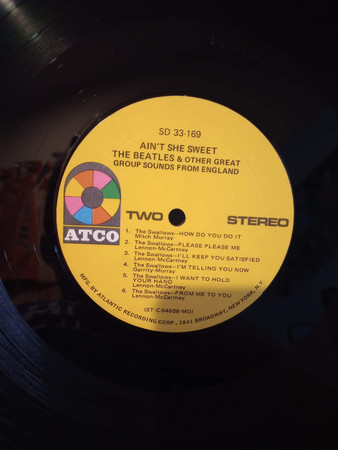 SD 33-169
AIN'T SHE SWEET
THE BEATLES & OTHER GREAT
GROUP SOUNDS FROM ENGLAND
ATCO
TWO STEREO
1. The Swallows—HOW DO YOU DO IT
Mitch Murray
2. The Swallows—PLEASE PLEASE ME
Lennon-McCartney
3. The Swallows—I'LL KEEP YOU SATISFIED
Lennon-McCartney
4. The Swallows—I'M TELLING YOU NOW
Garrity-Murray
5. The Swallows—I WANT TO HOLD
YOUR HAND
Lennon-McCartney
6. The Swallows—FROM ME TO YOU
Lennon-McCartney
(ST-C-64508-MO)
MFG. BY ATLANTIC RECORDING CORP., 1841 BROADWAY, NEW YORK, N.Y.